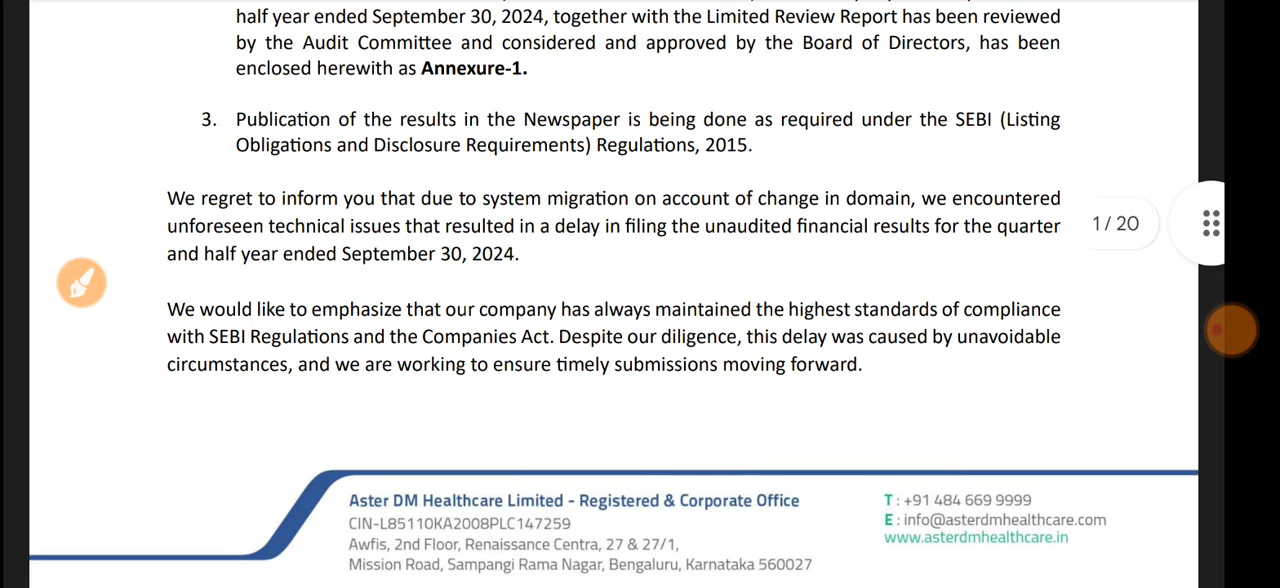 half year ended September 30, 2024, together with the Limited Review Report has been reviewed
by the Audit Committee and considered and approved by the Board of Directors, has been
enclosed herewith as Annexure-1.
3. Publication of the results in the Newspaper is being done as required under the SEBI (Listing
Obligations and Disclosure Requirements) Regulations, 2015.
We regret to inform you that due to system migration on account of change in domain, we encountered
unforeseen technical issues that resulted in a delay in filing the unaudited financial results for the quarter
and half year ended September 30, 2024.
1 / 20
We would like to emphasize that our company has always maintained the highest standards of compliance
with SEBI Regulations and the Companies Act. Despite our diligence, this delay was caused by unavoidable
circumstances, and we are working to ensure timely submissions moving forward.
Aster DM Healthcare Limited - Registered & Corporate Office
CIN-L85110KA2008PLC147259
Awfis, 2nd Floor, Renaissance Centra, 27 & 27/1,
Mission Road, Sampangi Rama Nagar, Bengaluru, Karnataka 560027
T : +91 484 669 9999
E : info@asterdmhealthcare.com
www.asterdmhealthcare.in